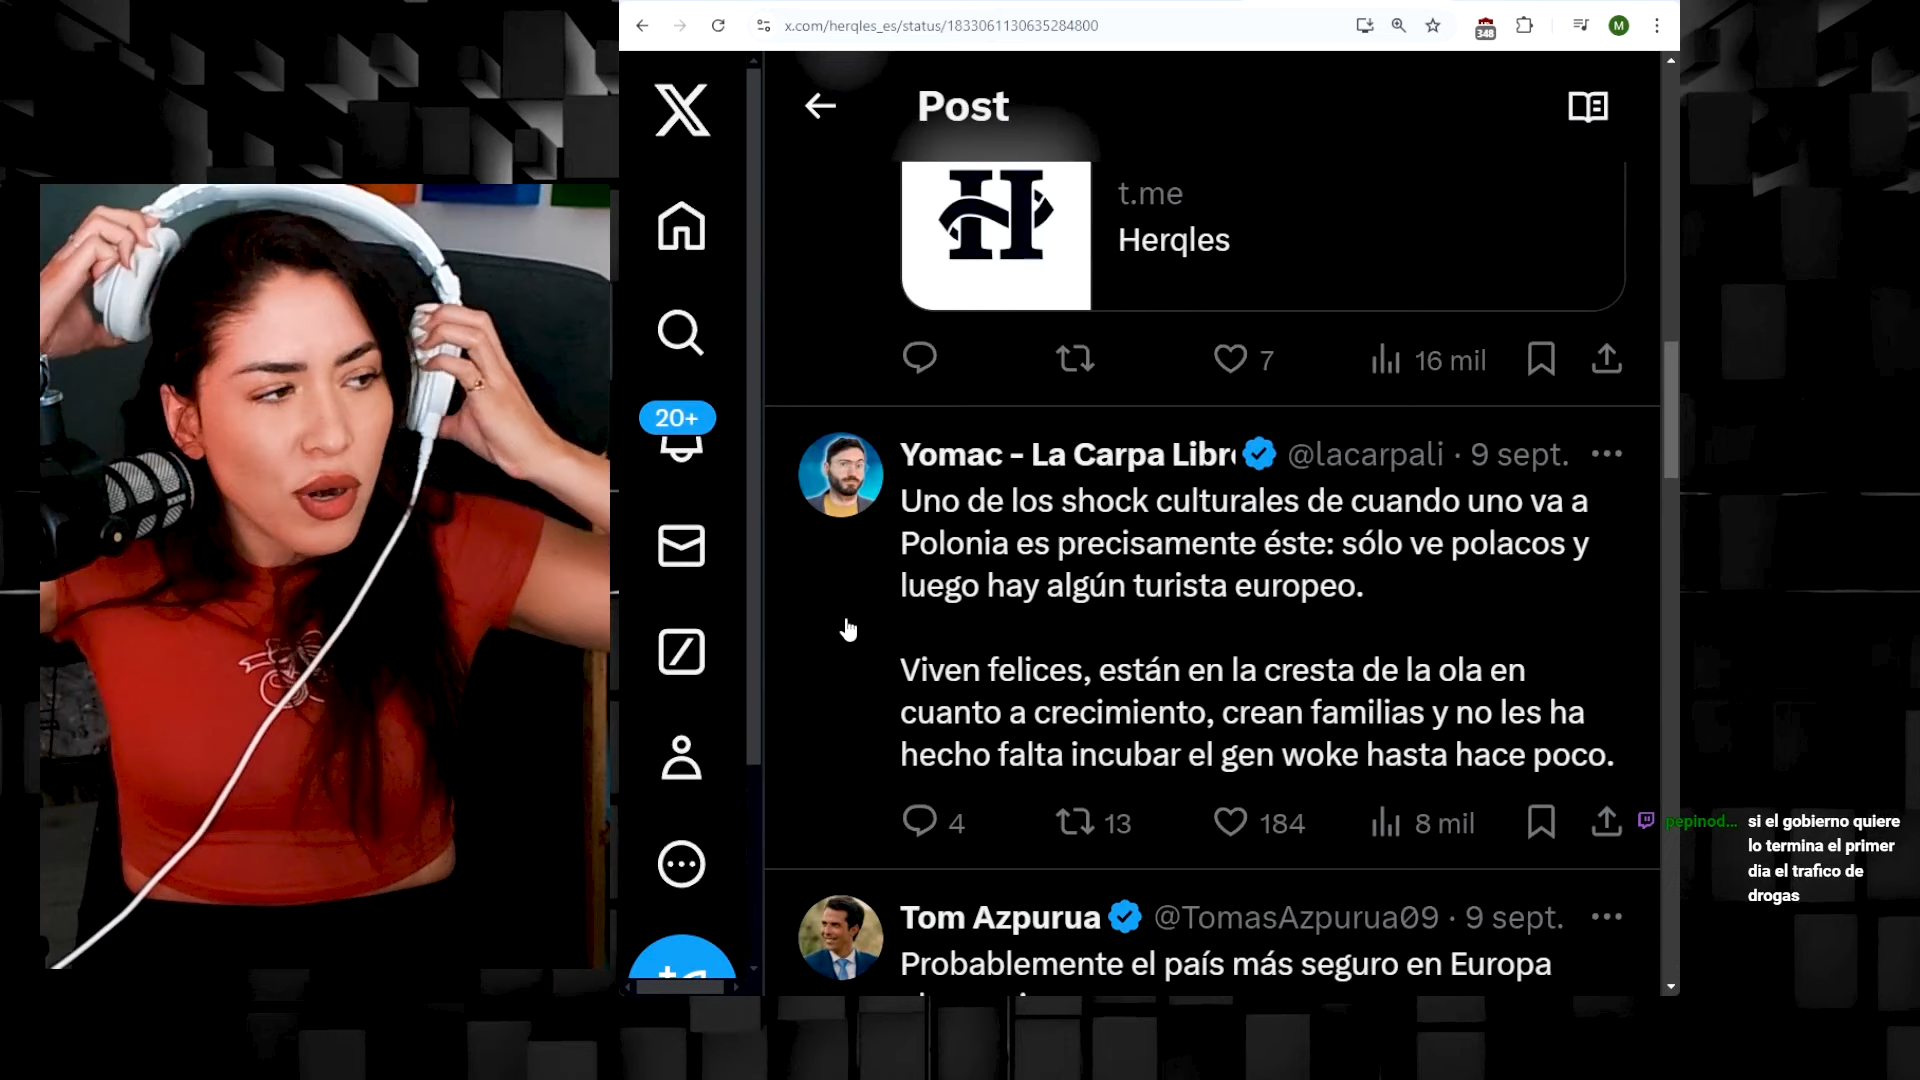 x.com/herqles_es/status/1833061130635284800
348
M
Post
t.me
Herqles
7
16 mil
20+
Yomac - La Carpa Libr @lacarpali · 9 sept.
Uno de los shock culturales de cuando uno va a
Polonia es precisamente éste: sólo ve polacos y
luego hay algún turista europeo.
Viven felices, están en la cresta de la ola en
cuanto a crecimiento, crean familias y no les ha
hecho falta incubar el gen woke hasta hace poco.
4
13
184
8 mil
pepinod... si el gobierno quiere
lo termina el primer
dia el trafico de
drogas
Tom Azpurua @TomasAzpurua09 · 9 sept.
Probablemente el país más seguro en Europa